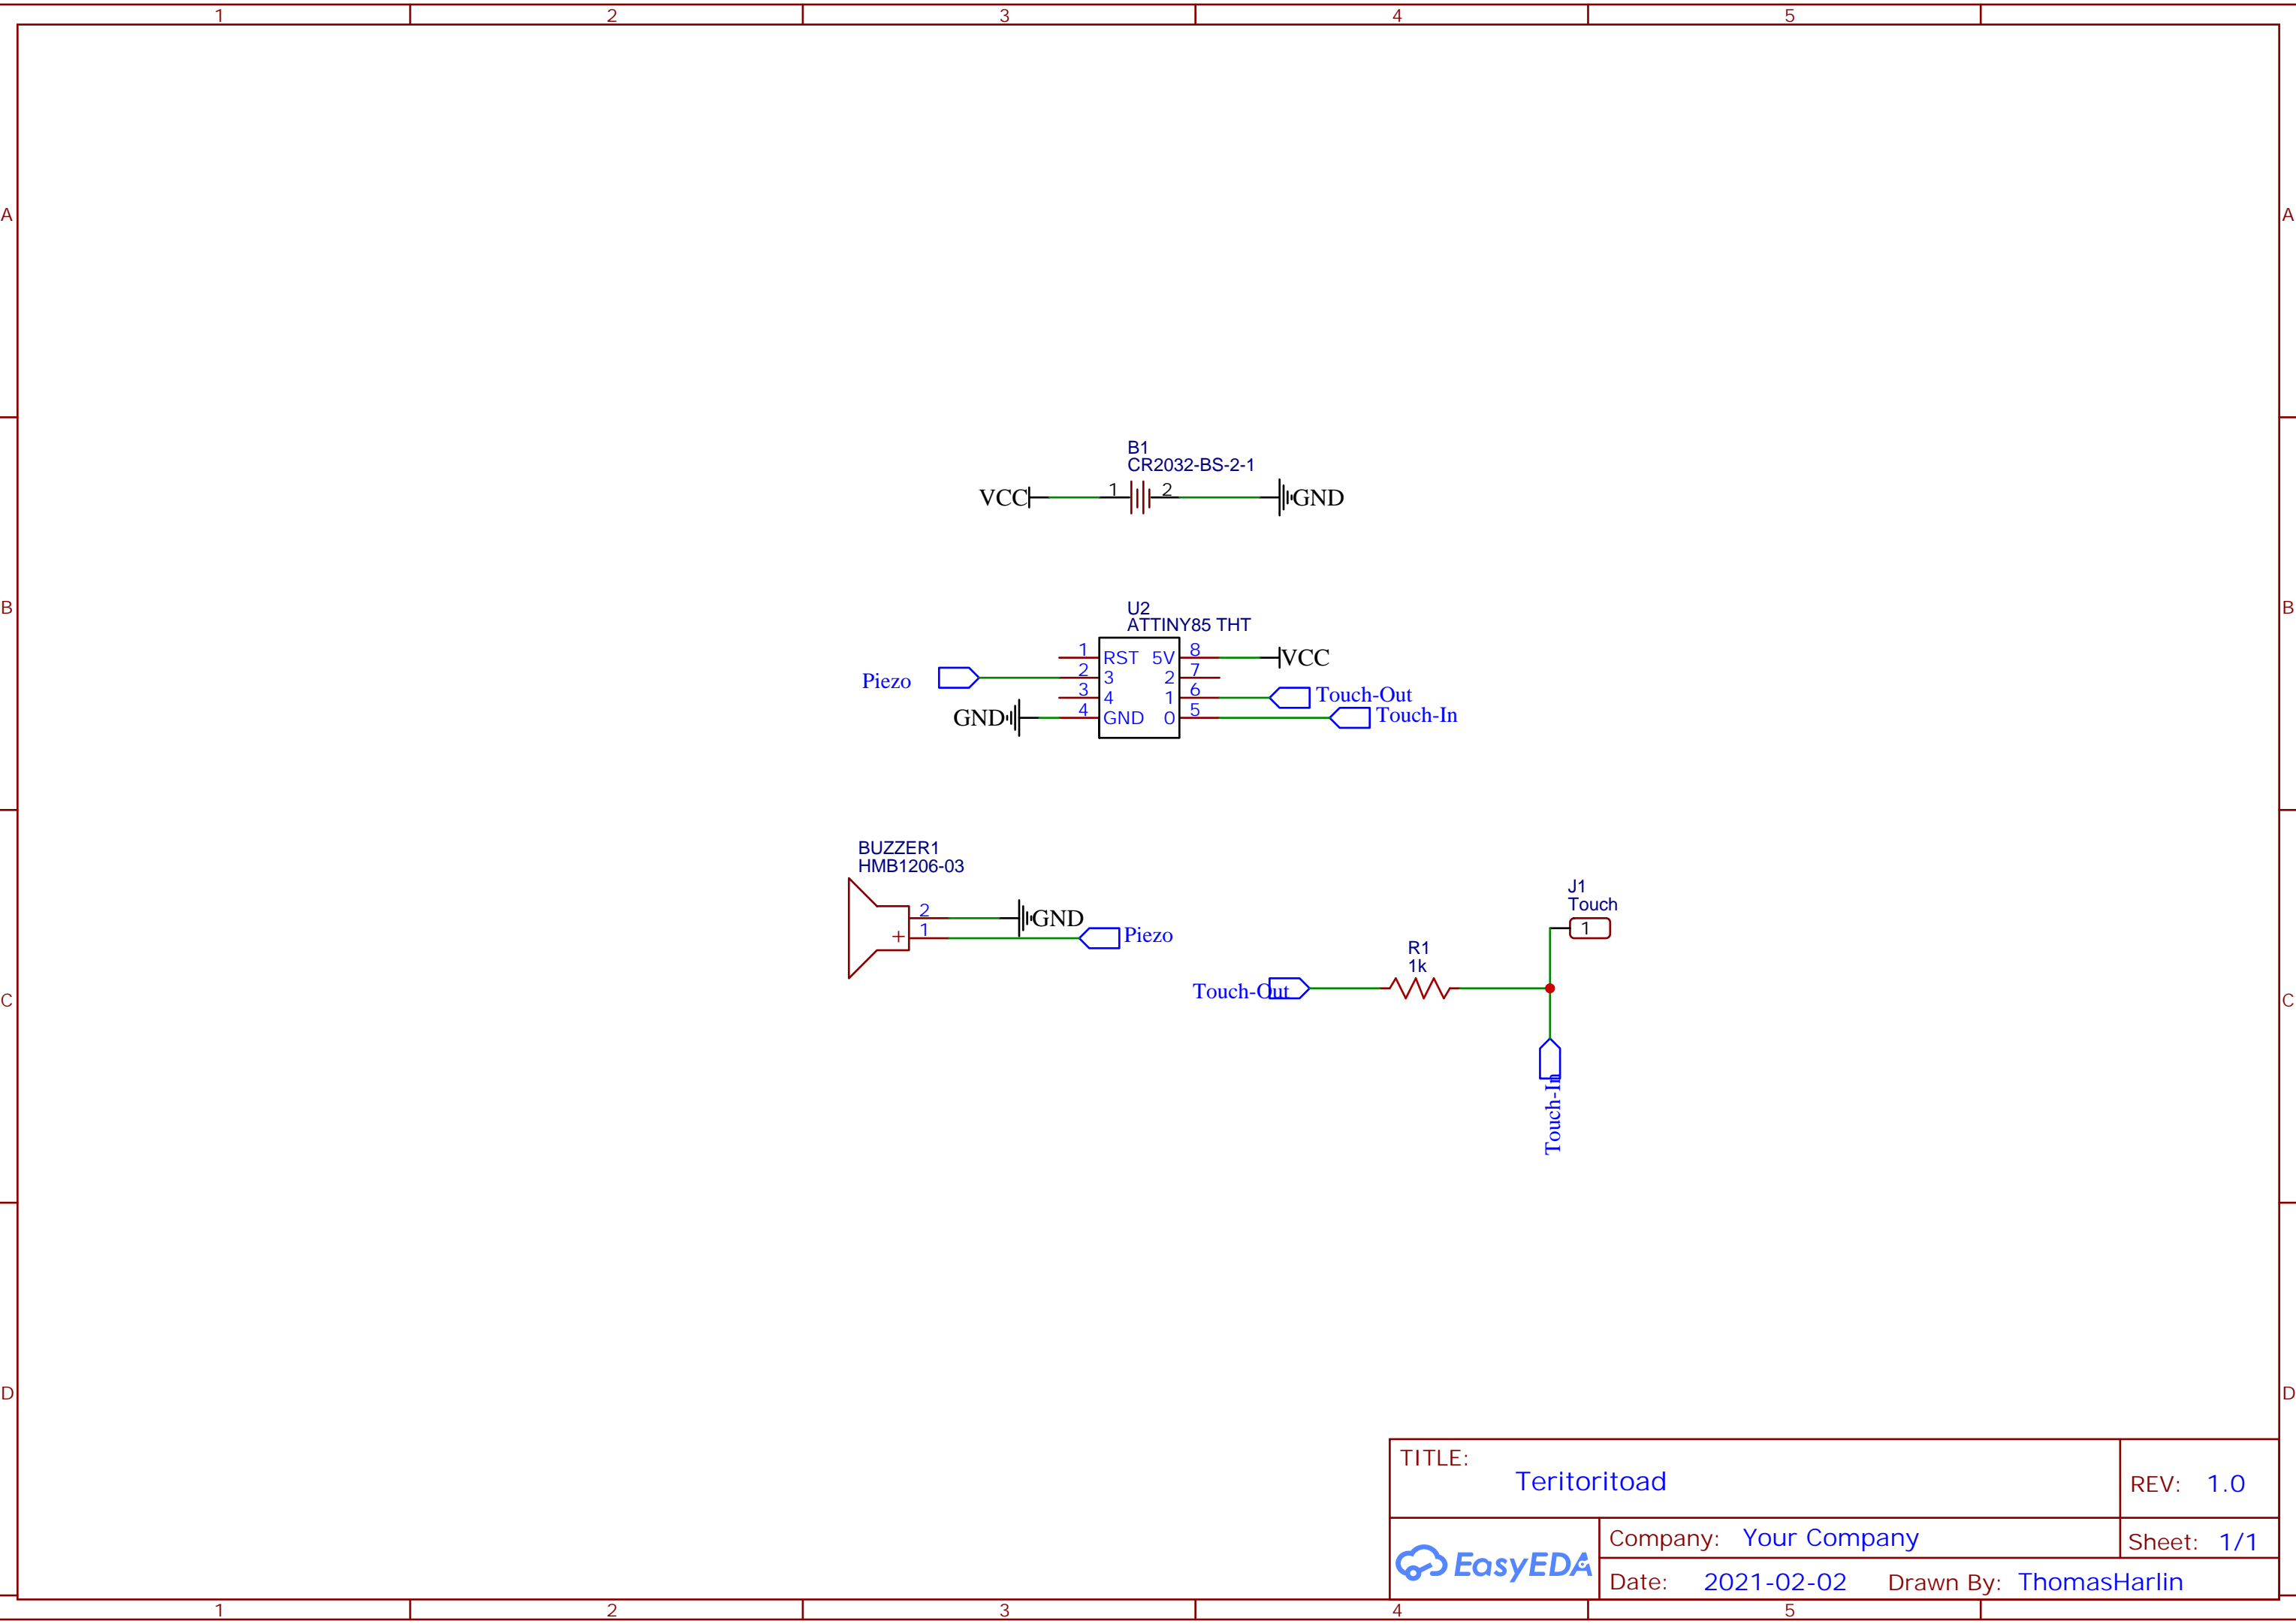 1 2 3 4 5
A A
B1
CR2032-BS-2-1
VCC 1 2 GND
B B
U2
ATTINY85 THT
1 RST 5V 8 VCC
Piezo 2 3 2 7
3 4 1 6 Touch-Out
GND 4 GND 0 5 Touch-In
BUZZER1
HMB1206-03
2 GND
+ 1 Piezo
J1
Touch
1
R1
1k
Touch-Out
C C
Touch-In
D D
TITLE:
Teritoritoad
REV: 1.0
EasyEDA
Company: Your Company
Sheet: 1/1
Date: 2021-02-02 Drawn By: ThomasHarlin
1 2 3 4 5